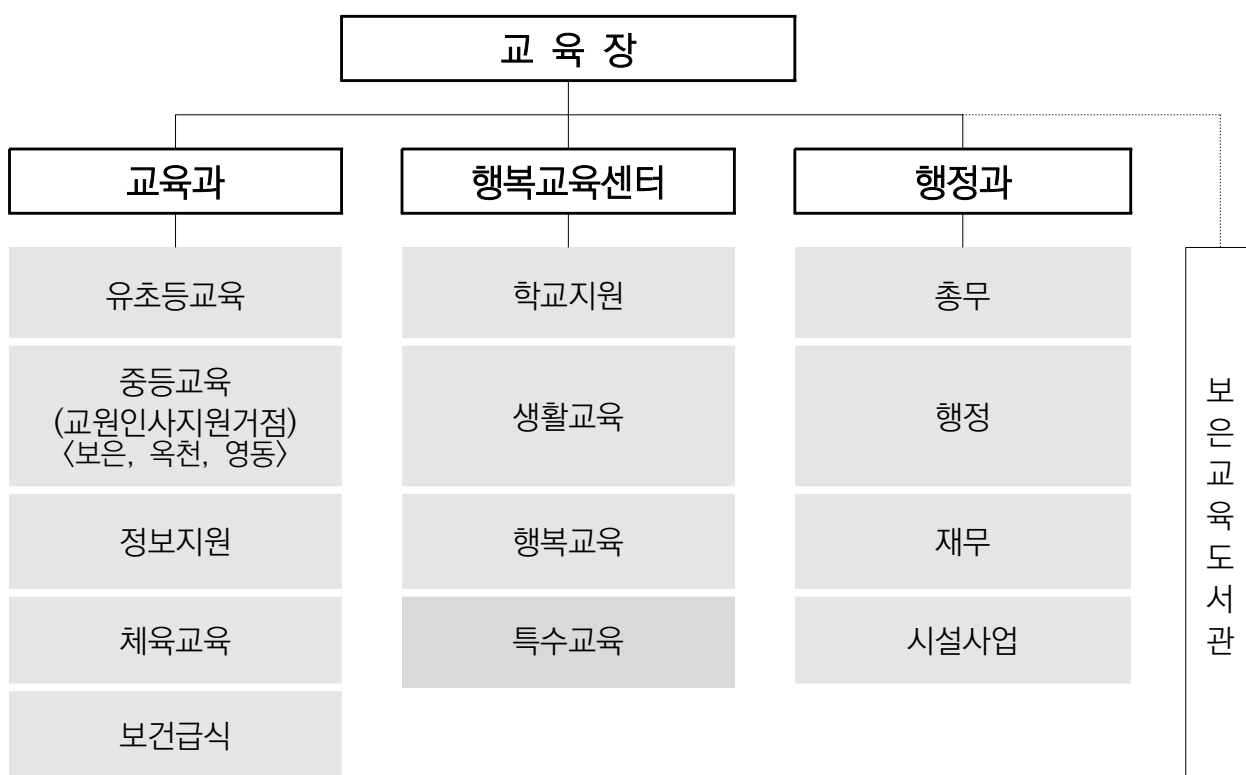 교 육 장
교육과
행복교육센터
행정과
유초등교육
학교지원
총무
중등교육
(교원인사지원거점)
〈보은, 옥천, 영동〉
생활교육
행정
정보지원
행복교육
재무
체육교육
특수교육
시설사업
보건급식
보은교육도서관